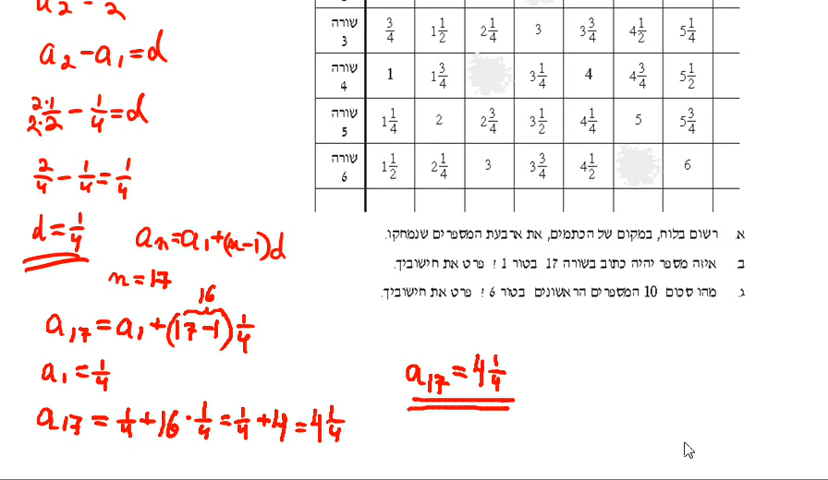 a₂ - a₁ = d
2·1/2·2 - 1/4 = d
2/4 - 1/4 = 1/4
d = 1/4
aₙ = a₁ + (n-1)d
n = 17
16
a₁₇ = a₁ + (17-1) 1/4
a₁ = 1/4
a₁₇ = 1/4 + 16 · 1/4 = 1/4 + 4 = 4 1/4
שורה 3 3/4 1 1/2 2 1/4 3 3 3/4 4 1/2 5 1/4
שורה 4 1 1 3/4 3 1/4 4 4 3/4 5 1/2
שורה 5 1 1/4 2 2 3/4 3 1/2 4 1/4 5 5 3/4
שורה 6 1 1/2 2 1/4 3 3 3/4 4 1/2 6
א. רשום בלוח, במקום של הכתמים, את ארבעת המספרים שנמחקו.
ב איזה מספר יהיה כתוב בשורה 17 בטור 1 ? פרט את חישוביך.
ג. מהו סכום 10 המספרים הראשונים בטור 6 ? פרט את חישוביך.
a₁₇ = 4 1/4